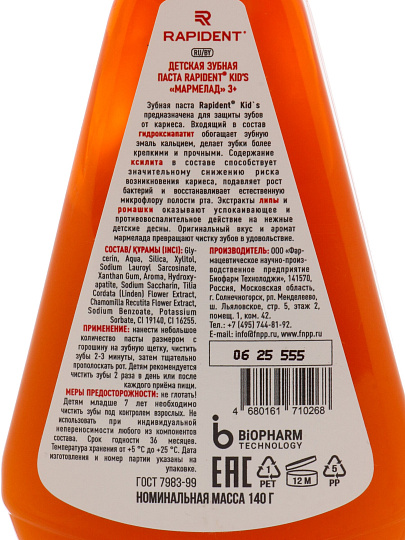 RAPIDENT®
RU/BY
ДЕТСКАЯ ЗУБНАЯ
ПАСТА RAPIDENT® KID'S
«МАРМЕЛАД» 3+
Зубная паста Rapident® Kid´s
предназначена для защиты зубов
от кариеса. Входящий в состав
гидроксиапатит обогащает зубную
эмаль кальцием, делает зубы более
крепкими и прочными. Содержание
ксилита в составе способствует
значительному снижению риска
возникновения кариеса, подавляет рост
бактерий и восстанавливает естественную
микрофлору полости рта. Экстракты липы и
ромашки оказывают успокаивающее и
противовоспалительное действие на нежные
детские десны. Оригинальный вкус и аромат
мармелада превращают чистку зубов в удовольствие.
СОСТАВ/ ҚҰРАМЫ (INCI): Gly-
cerin, Aqua, Silica, Xylitol,
Sodium Lauroyl Sarcosinate,
Xanthan Gum, Aroma, Hydroxy-
apatite, Sodium Saccharin, Tilia
Cordata (Linden) Flower Extract,
Chamomilla Recutita Flower Extract,
Sodium Benzoate, Potassium
Sorbate, CI 19140, CI 16255.
ПРИМЕНЕНИЕ: нанести небольшое
количество пасты размером с
горошину на зубную щетку, чистить
зубы 2-3 минуты, затем тщательно
прополоскать рот. Детям рекомендуется
чистить зубы 2 раза в день или после
каждого приёма пищи.
МЕРЫ ПРЕДОСТОРОЖНОСТИ: не глотать!
Детям младше 7 лет необходимо
чистить зубы под контролем взрослых. Не
использовать при индивидуальной
непереносимости любого из компонентов
состава. Срок годности 36 месяцев.
Температура хранения от +5 °С до +25 °С. Дата
изготовления и номер партии указаны на
упаковке.
ГОСТ 7983-99
ПРОИЗВОДИТЕЛЬ: ООО «Фар-
мацевтическое научно-произ-
водственное предприятие
Биофарм Технолоджи», 141570,
Россия, Московская область,
г. Солнечногорск, рп. Менделеево,
ш. Льяловское, стр. 5, этаж 2,
помещ. 1, ком. 2
Тел.: +7 (495) 744-81-92.
E-mail: info@fnpp.ru, www.fnpp.ru
06 25 555
4 680161 710268
BIOPHARM
TECHNOLOGY
EAC
1
PET
12 M
5
PP
НОМИНАЛЬНАЯ МАССА 140 г